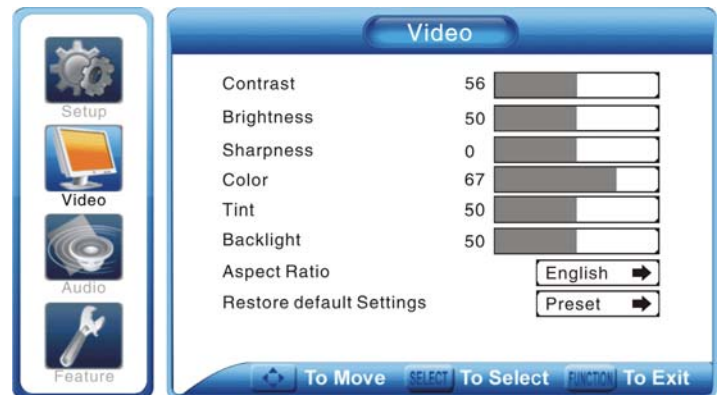 Setup
Video
Audio
Feature
Video
Contrast 56
Brightness 50
Sharpness 0
Color 67
Tint 50
Backlight 50
Aspect Ratio English
Restore default Settings Preset
To Move SELECT To Select FUNCTION To Exit